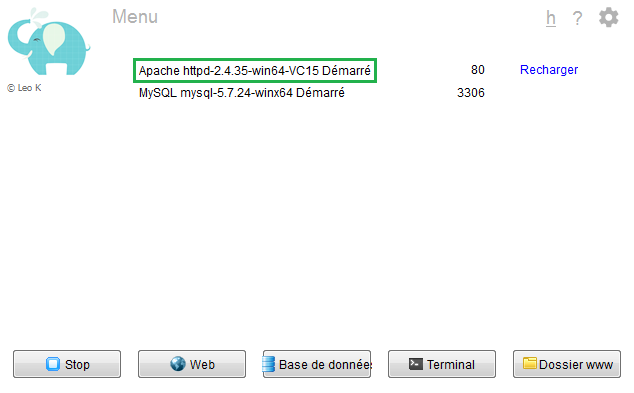 Menu
h ?
Apache httpd-2.4.35-win64-VC15 Démarré 80 Recharger
MySQL mysql-5.7.24-winx64 Démarré 3306
© Leo K
Stop Web Base de donnée Terminal Dossier www